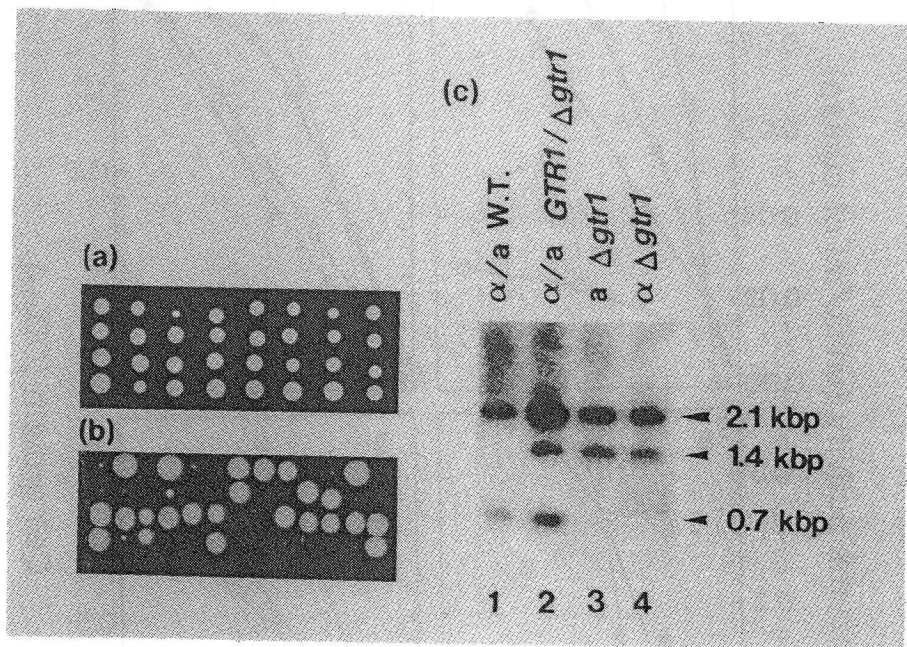 (a)
(b)
(c)
α/a W.T.
α/a GTR1/Δgtr1
a Δgtr1
α Δgtr1
2.1 kbp
1.4 kbp
0.7 kbp
1 2 3 4